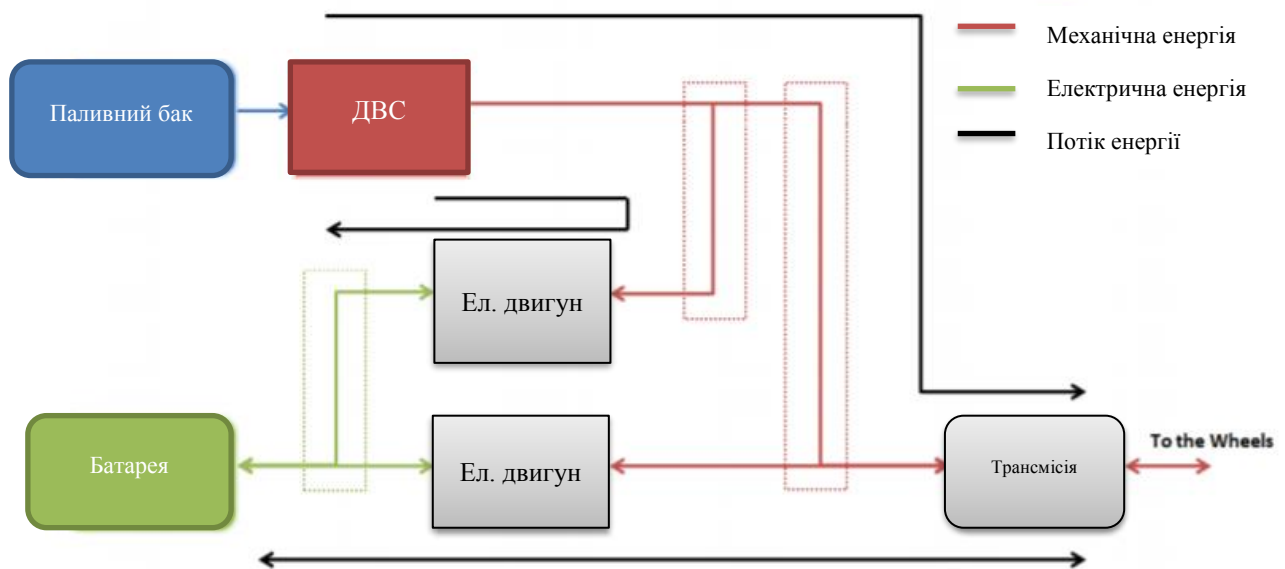 Механічна енергія
Паливний бак
ДВС
Електрична енергія
Потік енергії
Ел. двигун
Батарея
Ел. двигун
Трансмісія
To the Wheels